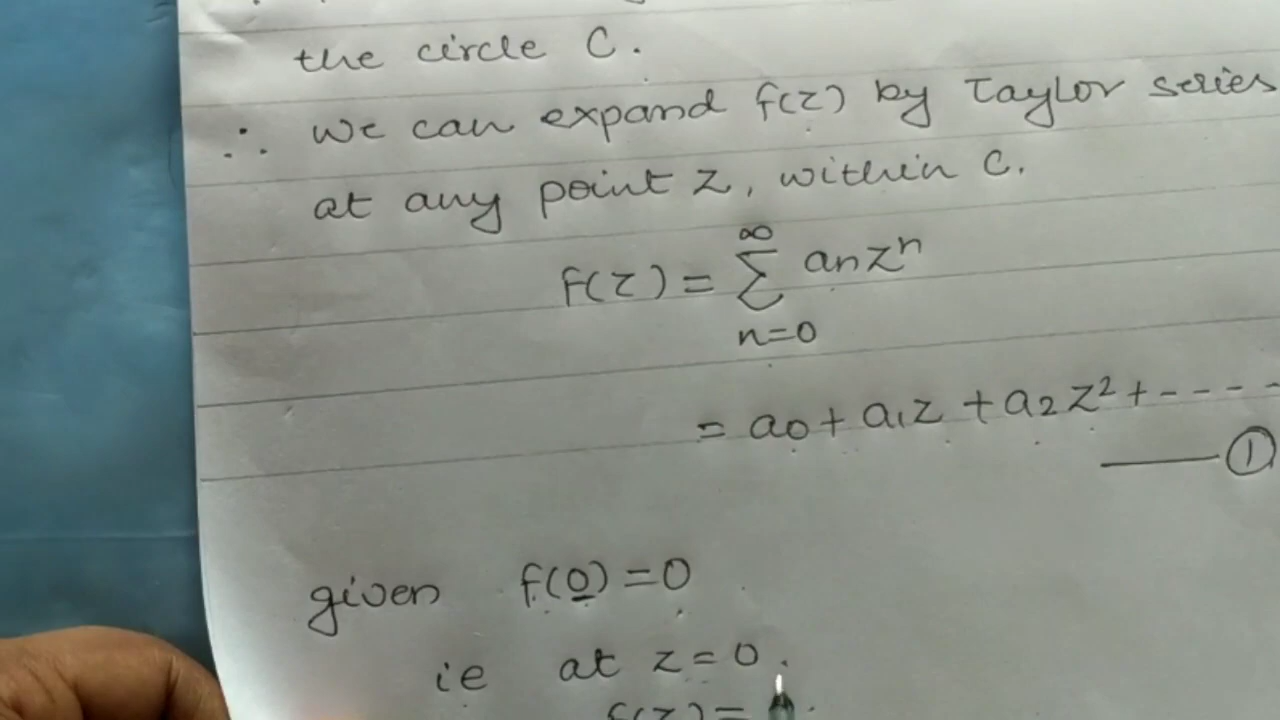 the circle C.
∴ we can expand f(z) by Taylor series
at any point z, within C.
f(z) = ∞ Σ n=0 anzⁿ
= a₀ + a₁z + a₂z² + - - - -
—— ①
given f(0) = 0
ie at z = 0.
f(z) =